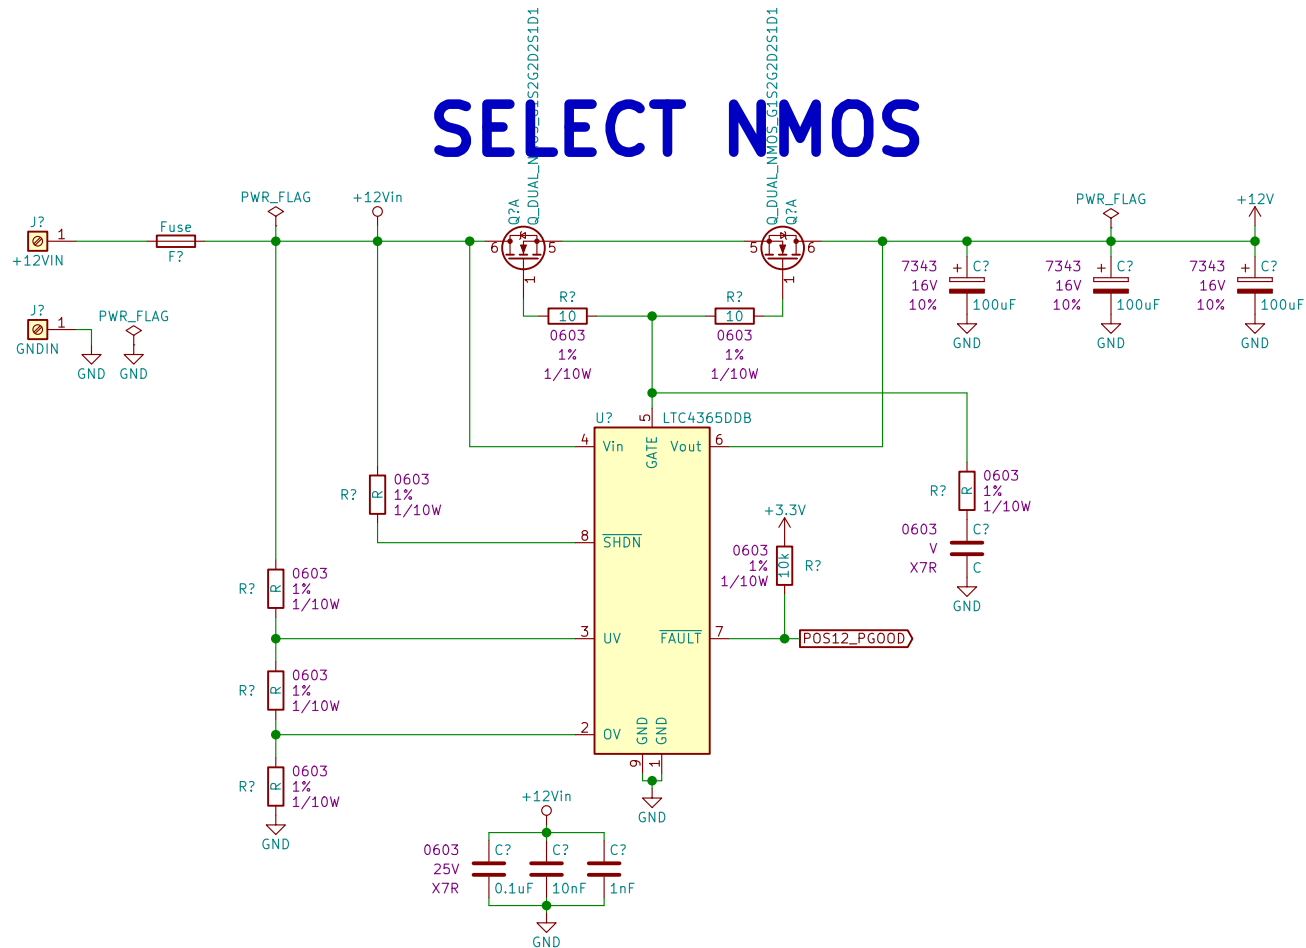 SELECT NMOS
Q_DUAL_NMOS_G1S2G2D2S1D1
Q?A
Q_DUAL_NMOS_G1S2G2D2S1D1
Q?A
6
5
1
5
6
1
J?
1
+12VIN
Fuse
F?
PWR_FLAG
+12Vin
PWR_FLAG
+12V
J?
1
GNDIN
GND
PWR_FLAG
GND
R?
10
0603
1%
1/10W
R?
10
0603
1%
1/10W
7343
16V
10%
C?
100uF
GND
7343
16V
10%
C?
100uF
GND
7343
16V
10%
C?
100uF
GND
U?
LTC4365DDB
5
GATE
4
Vin
Vout
6
8
SHDN
3
UV
FAULT
7
2
OV
GND
GND
9
1
GND
R?
R
0603
1%
1/10W
R?
R
0603
1%
1/10W
R?
R
0603
1%
1/10W
R?
R
0603
1%
1/10W
GND
+3.3V
0603
1%
1/10W
10k
R?
POS12_PGOOD
R?
R
0603
1%
1/10W
0603
V
X7R
C?
C
GND
+12Vin
0603
25V
X7R
C?
0.1uF
C?
10nF
C?
1nF
GND